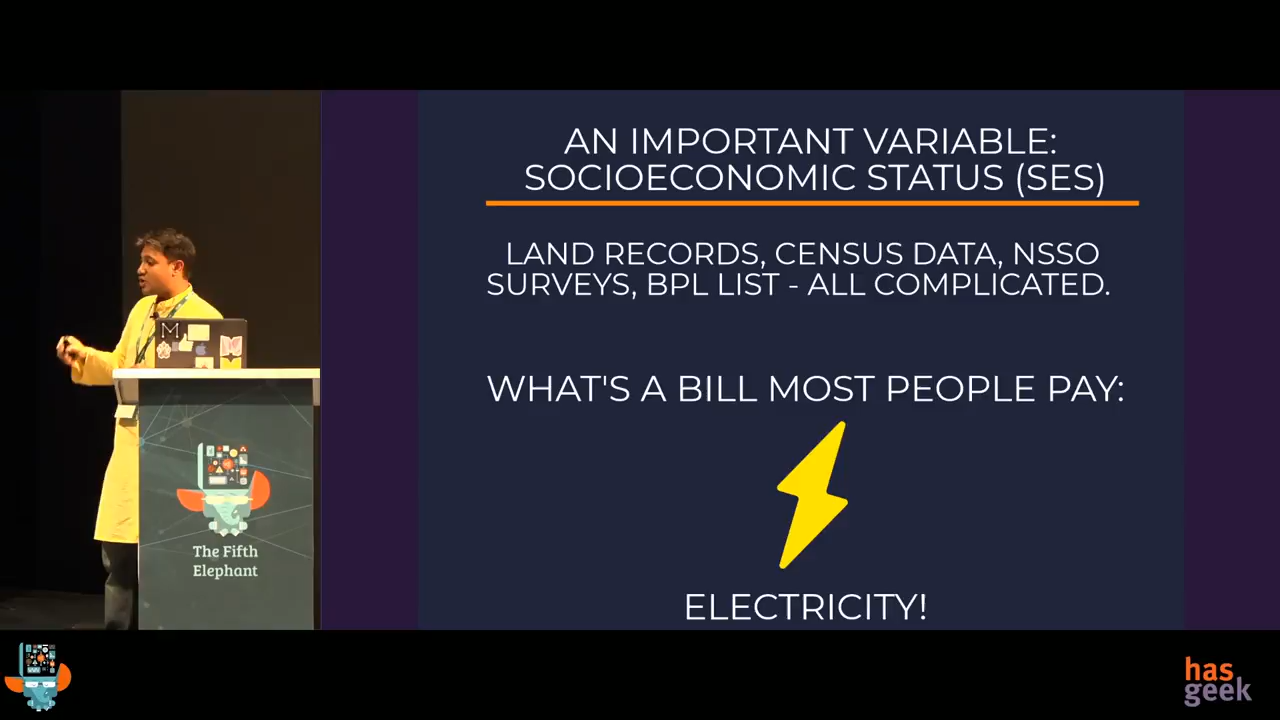 AN IMPORTANT VARIABLE:
SOCIOECONOMIC STATUS (SES)
LAND RECORDS, CENSUS DATA, NSSO
SURVEYS, BPL LIST - ALL COMPLICATED.
WHAT'S A BILL MOST PEOPLE PAY:
ELECTRICITY!
M
The Fifth
Elephant
has
geek